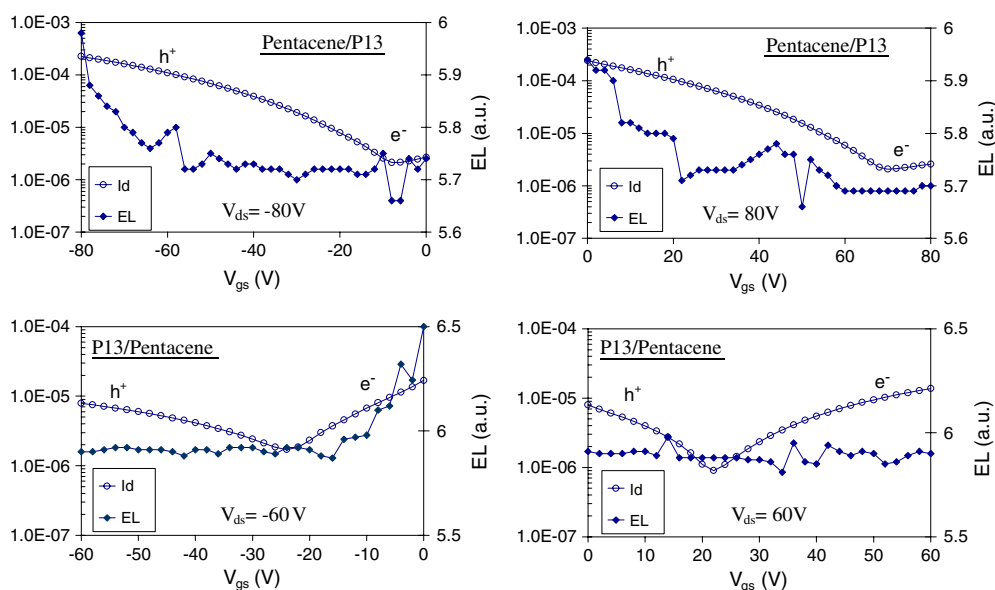 Pentacene/P13
1.0E-03
1.0E-04
1.0E-05
1.0E-06
1.0E-07
6
5.9
5.8
5.7
5.6
EL (a.u.)
h+
e-
Id
EL
Vds= -80V
-80
-60
-40
-20
0
Vgs (V)
Pentacene/P13
1.0E-03
1.0E-04
1.0E-05
1.0E-06
1.0E-07
6
5.9
5.8
5.7
5.6
EL (a.u.)
h+
e-
Id
EL
Vds= 80V
0
20
40
60
80
Vgs (V)
P13/Pentacene
1.0E-04
1.0E-05
1.0E-06
1.0E-07
6.5
6
5.5
EL (a.u.)
h+
e-
Id
EL
Vds= -60V
-60
-50
-40
-30
-20
-10
0
Vgs (V)
P13/Pentacene
1.0E-04
1.0E-05
1.0E-06
1.0E-07
6.5
6
5.5
EL (a.u.)
h+
e-
Id
EL
Vds= 60V
0
10
20
30
40
50
60
Vgs (V)